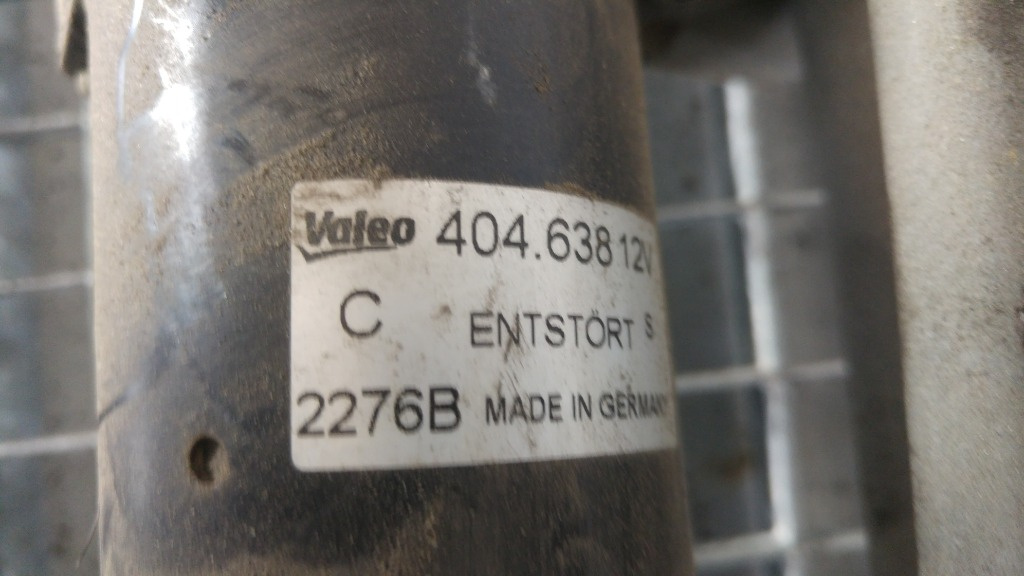 Valeo 404.638 12V
C ENTSTÖRT S
2276B MADE IN GERMANY